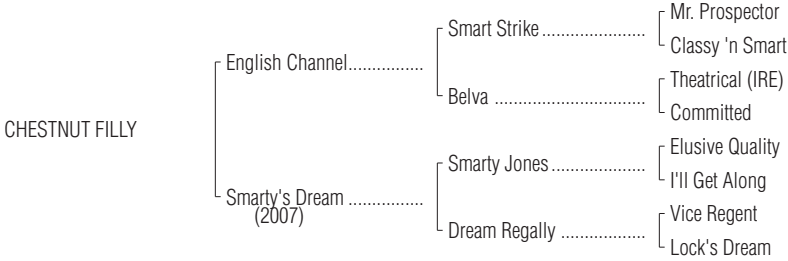 Mr. Prospector
Smart Strike ......................
Classy 'n Smart
English Channel................
Theatrical (IRE)
Belva ................................
Committed
CHESTNUT FILLY
Elusive Quality
Smarty Jones....................
I'll Get Along
Smarty's Dream ................
(2007)
Vice Regent
Dream Regally ..................
Lock's Dream